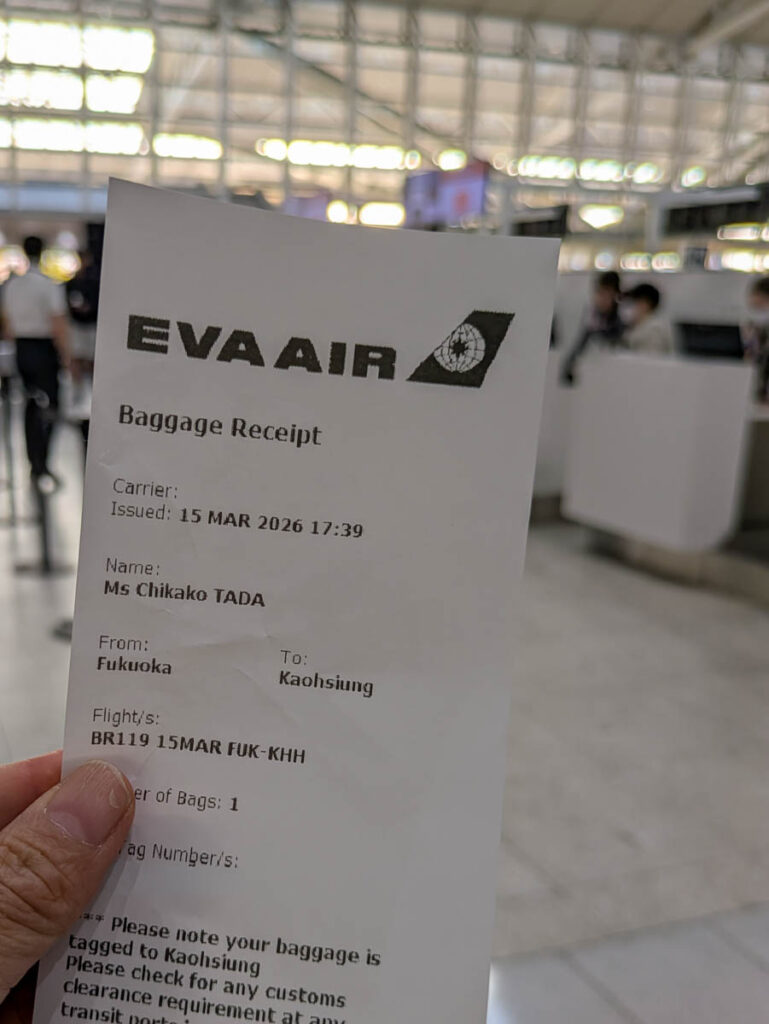 EVA AIR
Baggage Receipt
Carrier:
Issued: 15 MAR 2026 17:39
Name:
Ms Chikako TADA
From: To:
Fukuoka Kaohsiung
Flight/s:
BR119 15MAR FUK-KHH
er of Bags: 1
ag Number/s:
** Please note your baggage is
tagged to Kaohsiung
Please check for any customs
clearance requirement at any
transit